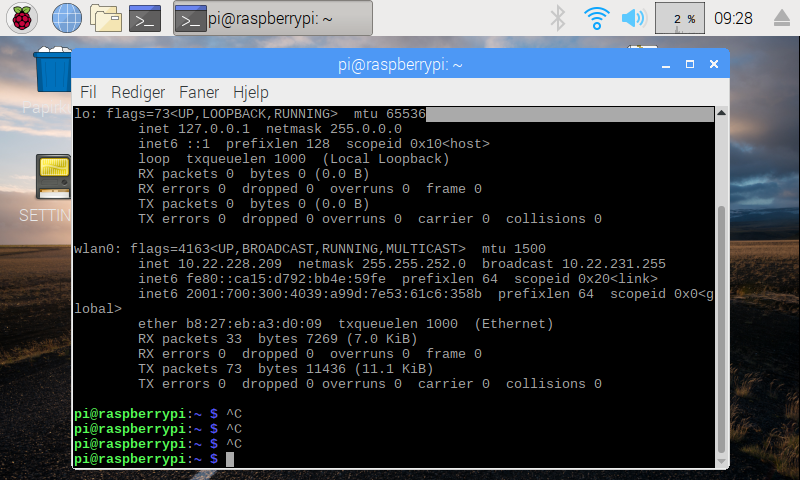 pi@raspberrypi: ~
2 %
09:28
pi@raspberrypi: ~
Fil Rediger Faner Hjelp
lo: flags=73<UP,LOOPBACK,RUNNING>  mtu 65536
        inet 127.0.0.1  netmask 255.0.0.0
        inet6 ::1  prefixlen 128  scopeid 0x10<host>
        loop  txqueuelen 1000  (Local Loopback)
        RX packets 0  bytes 0 (0.0 B)
        RX errors 0  dropped 0  overruns 0  frame 0
        TX packets 0  bytes 0 (0.0 B)
        TX errors 0  dropped 0 overruns 0  carrier 0  collisions 0
wlan0: flags=4163<UP,BROADCAST,RUNNING,MULTICAST>  mtu 1500
        inet 10.22.228.209  netmask 255.255.252.0  broadcast 10.22.231.255
        inet6 fe80::ca15:d792:bb4e:59fe  prefixlen 64  scopeid 0x20<link>
        inet6 2001:700:300:4039:a99d:7e53:61c6:358b  prefixlen 64  scopeid 0x0<g
lobal>
        ether b8:27:eb:a3:d0:09  txqueuelen 1000  (Ethernet)
        RX packets 33  bytes 7269 (7.0 KiB)
        RX errors 0  dropped 0  overruns 0  frame 0
        TX packets 73  bytes 11436 (11.1 KiB)
        TX errors 0  dropped 0 overruns 0  carrier 0  collisions 0
pi@raspberrypi:~ $ ^C
pi@raspberrypi:~ $ ^C
pi@raspberrypi:~ $ ^C
pi@raspberrypi:~ $
SETTIN